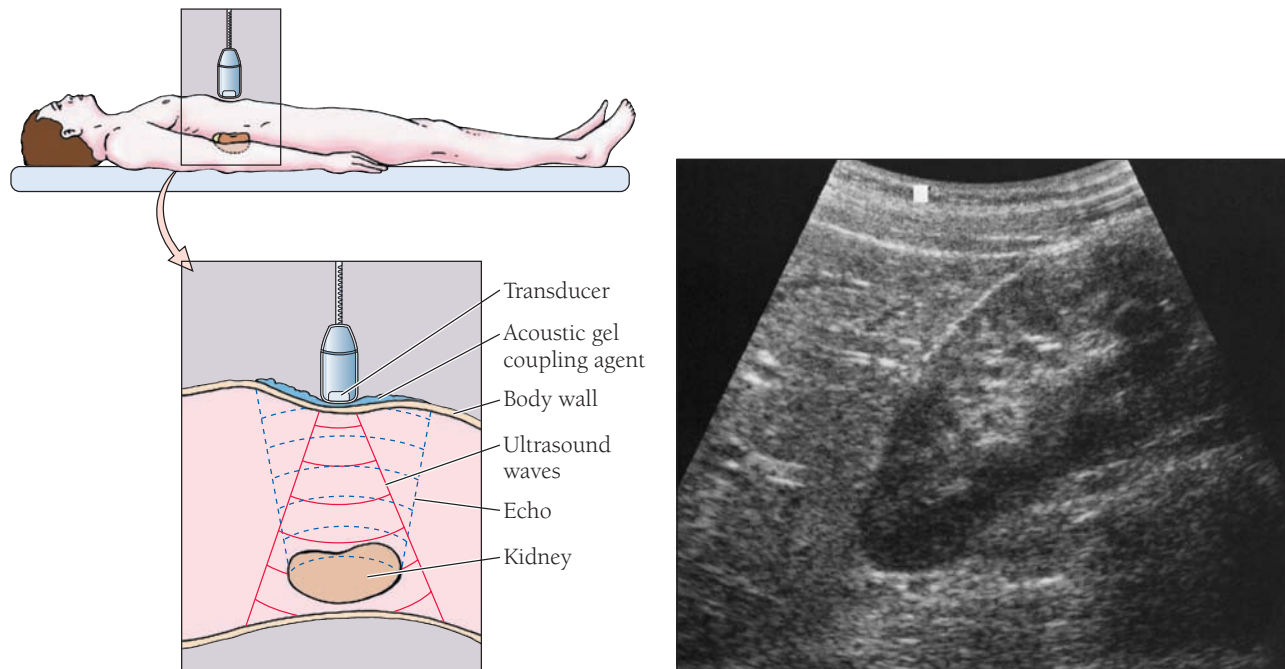 Transducer
Acoustic gel
coupling agent
Body wall
Ultrasound
waves
Echo
Kidney